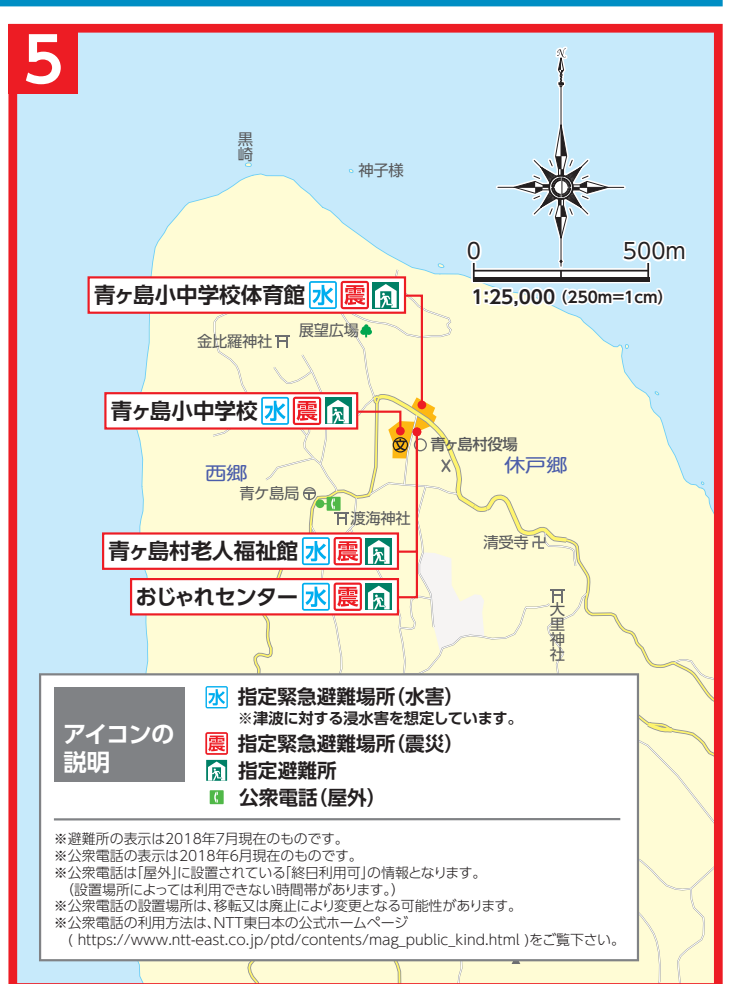 5
N
黒崎
神子様
0 500m
1:25,000 (250m=1cm)
青ヶ島小中学校体育館 水 震
展望広場
金比羅神社
青ヶ島小中学校 水 震
文
青ヶ島村役場
西郷
休戸郷
青ケ島局
渡海神社
清受寺
青ヶ島村老人福祉館 水 震
おじゃれセンター 水 震
大里神社
アイコンの
説明
水 指定緊急避難場所(水害)
※津波に対する浸水害を想定しています。
震 指定緊急避難場所(震災)
指定避難所
公衆電話(屋外)
※避難所の表示は2018年7月現在のものです。
※公衆電話の表示は2018年6月現在のものです。
※公衆電話は「屋外」に設置されている「終日利用可」の情報となります。
(設置場所によっては利用できない時間帯があります。)
※公衆電話の設置場所は、移転又は廃止により変更となる可能性があります。
※公衆電話の利用方法は、NTT東日本の公式ホームページ
( https://www.ntt-east.co.jp/ptd/contents/mag_public_kind.html )をご覧下さい。